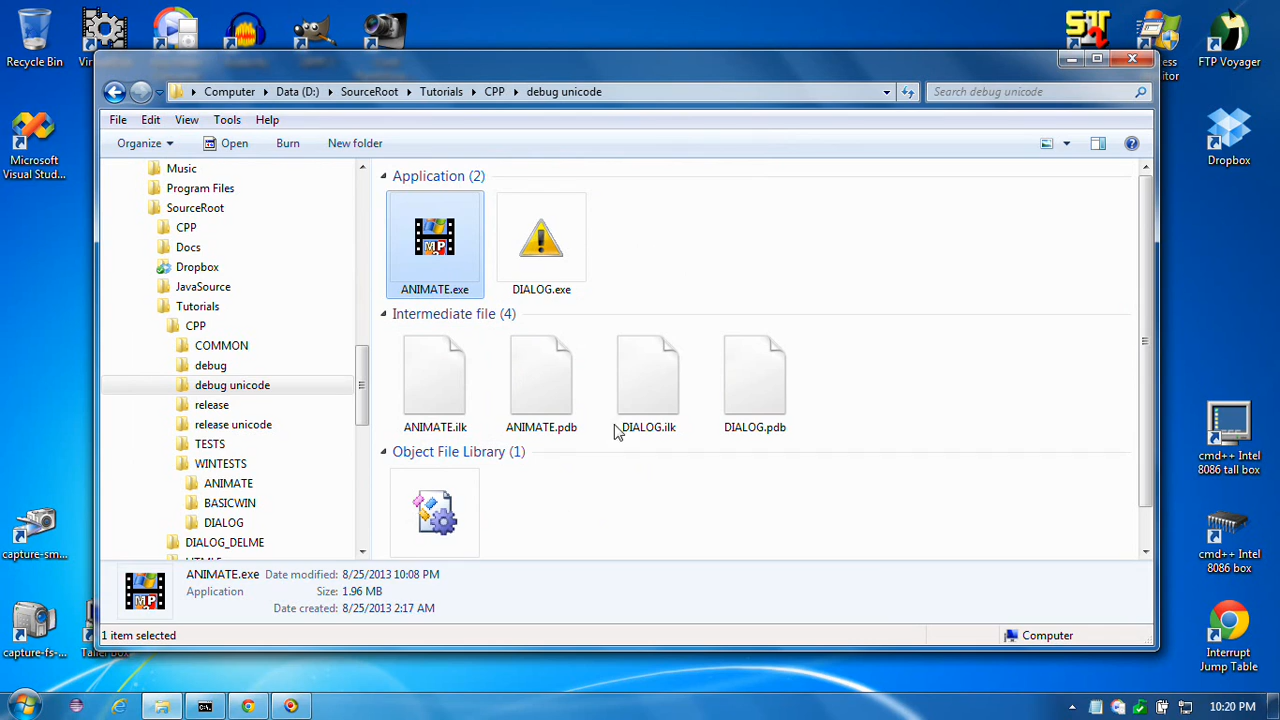 Recycle Bin
FTP Voyager
Computer
Data (D:)
SourceRoot
Tutorials
CPP
debug unicode
Search debug unicode
File
Edit
View
Tools
Help
Organize
Open
Burn
New folder
Microsoft
Visual Stud...
Dropbox
cmd++ Intel
8086 tall box
cmd++ Intel
8086 box
Interrupt
Jump Table
capture-sm...
capture-fs-...
Music
Program Files
SourceRoot
CPP
Docs
Dropbox
JavaSource
Tutorials
CPP
COMMON
debug
debug unicode
release
release unicode
TESTS
WINTESTS
ANIMATE
BASICWIN
DIALOG
DIALOG_DELME
Application (2)
MP
ANIMATE.exe
DIALOG.exe
Intermediate file (4)
ANIMATE.ilk
ANIMATE.pdb
DIALOG.ilk
DIALOG.pdb
Object File Library (1)
MP
ANIMATE.exe
Application
Date modified: 8/25/2013 10:08 PM
Size: 1.96 MB
Date created: 8/25/2013 2:17 AM
1 item selected
Computer
10:20 PM